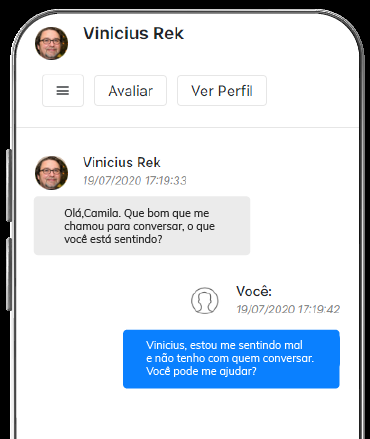 Vinicius Rek
Avaliar
Ver Perfil
Vinicius Rek
19/07/2020 17:19:33
Olá,Camila. Que bom que me
chamou para conversar, o que
você está sentindo?
Você:
19/07/2020 17:19:42
Vinicius, estou me sentindo mal
e não tenho com quem conversar.
Você pode me ajudar?